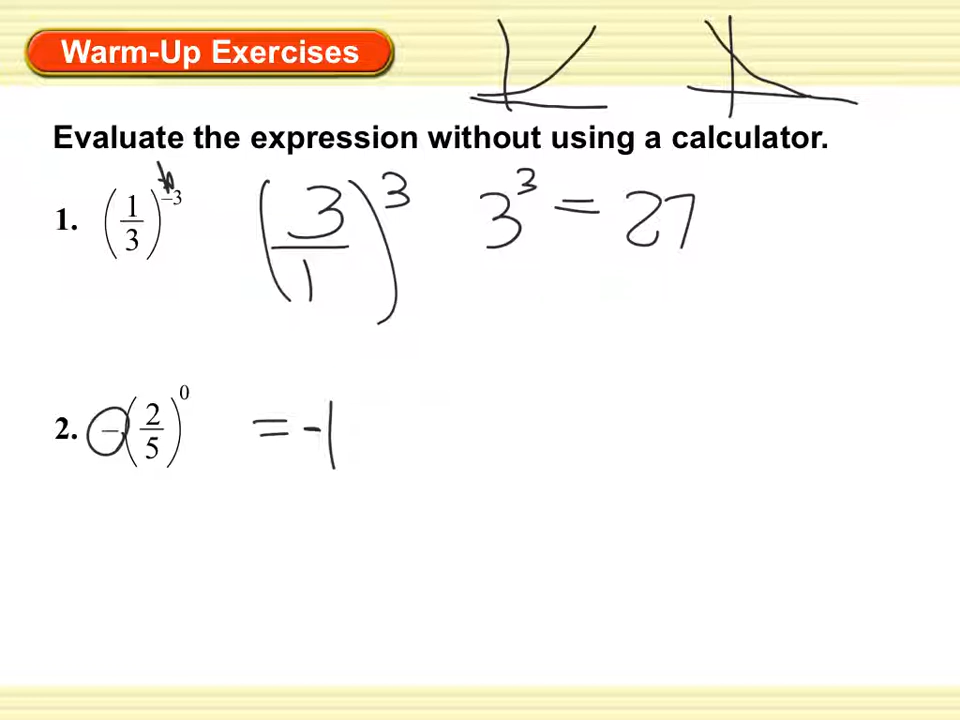 Warm-Up Exercises
Evaluate the expression without using a calculator.
1. (1/3)^−3 (3/1)^3 3^3 = 27
2. −(2/5)^0 = -1